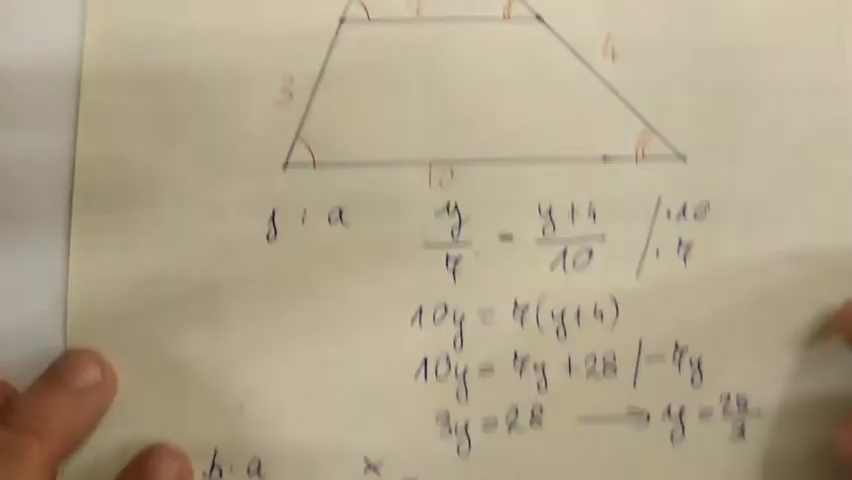 7
4
3
10
y : a
y/7 = y+4/10 /.10 .7
10y = 7(y+4)
10y = 7y + 28 /-7y
3y = 28 → y = 28/3
b : a x